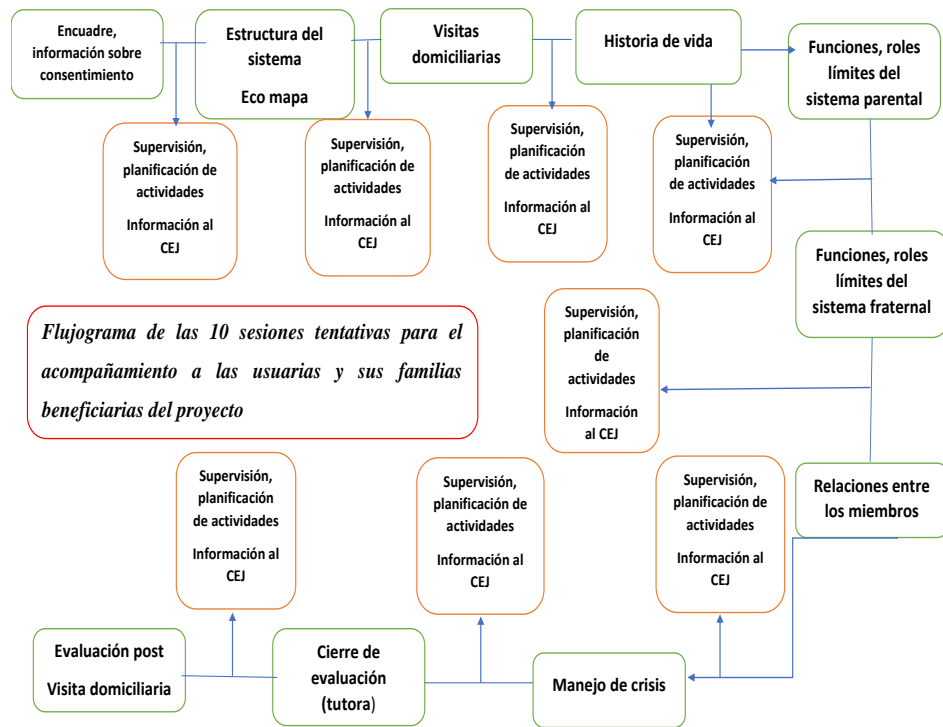 Encuadre,
información sobre
consentimiento
Estructura del
sistema
Eco mapa
Visitas
domiciliarias
Historia de vida
Funciones, roles
límites del
sistema parental
Supervisión,
planificación de
actividades
Información al
CEJ
Supervisión,
planificación de
actividades
Información al
CEJ
Supervisión,
planificación
de actividades
Información al
CEJ
Supervisión,
planificación
de actividades
Información al
CEJ
Funciones, roles
límites del
sistema fraternal
Flujograma de las 10 sesiones tentativas para el
acompañamiento a las usuarias y sus familias
beneficiarias del proyecto
Supervisión,
planificación
de
actividades
Información
al CEJ
Supervisión,
planificación
de actividades
Información al
CEJ
Supervisión,
planificación de
actividades
Información al
CEJ
Supervisión,
planificación de
actividades
Información al
CEJ
Relaciones entre
los miembros
Evaluación post
Visita domiciliaria
Cierre de
evaluación
(tutora)
Manejo de crisis